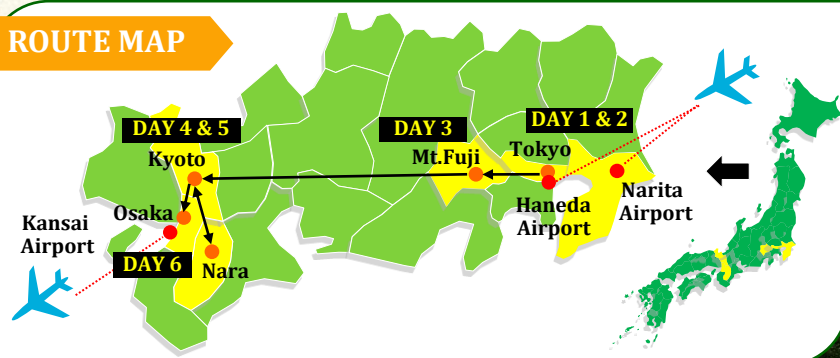 ROUTE MAP
DAY 1 & 2
DAY 3
DAY 4 & 5
Tokyo
Mt.Fuji
Kyoto
Narita
Airport
Haneda
Airport
Osaka
Kansai
Airport
DAY 6
Nara